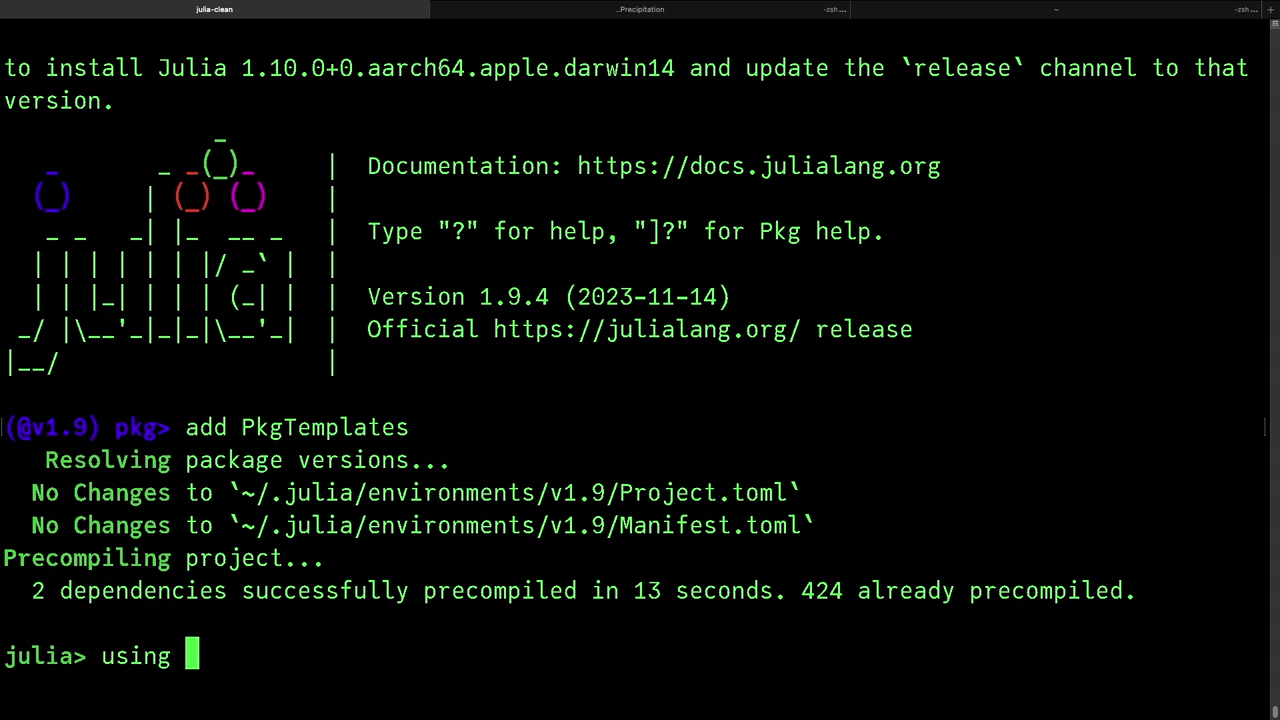 julia-clean
..Precipitation
-zsh...
~
-zsh...
to install Julia 1.10.0+0.aarch64.apple.darwin14 and update the `release` channel to that
version.
Documentation: https://docs.julialang.org
Type "?" for help, "]?" for Pkg help.
Version 1.9.4 (2023-11-14)
Official https://julialang.org/ release
(@v1.9) pkg> add PkgTemplates
Resolving package versions...
No Changes to `~/.julia/environments/v1.9/Project.toml`
No Changes to `~/.julia/environments/v1.9/Manifest.toml`
Precompiling project...
2 dependencies successfully precompiled in 13 seconds. 424 already precompiled.
julia> using